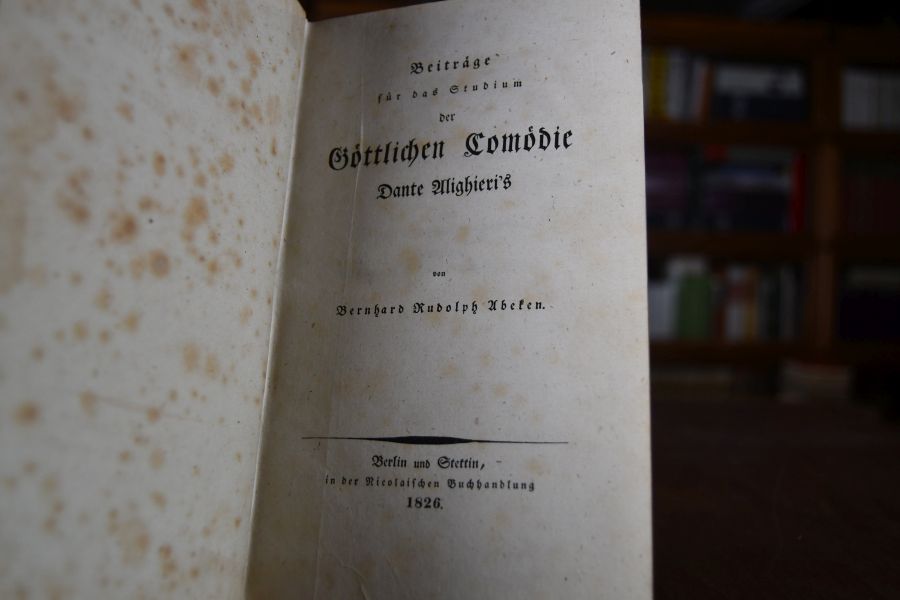 Beiträge
für das Studium
der
Göttlichen Comödie
Dante Alighieri's
von
Bernhard Rudolph Abeken.
Berlin und Stettin,
in der Nicolaischen Buchhandlung
1826.